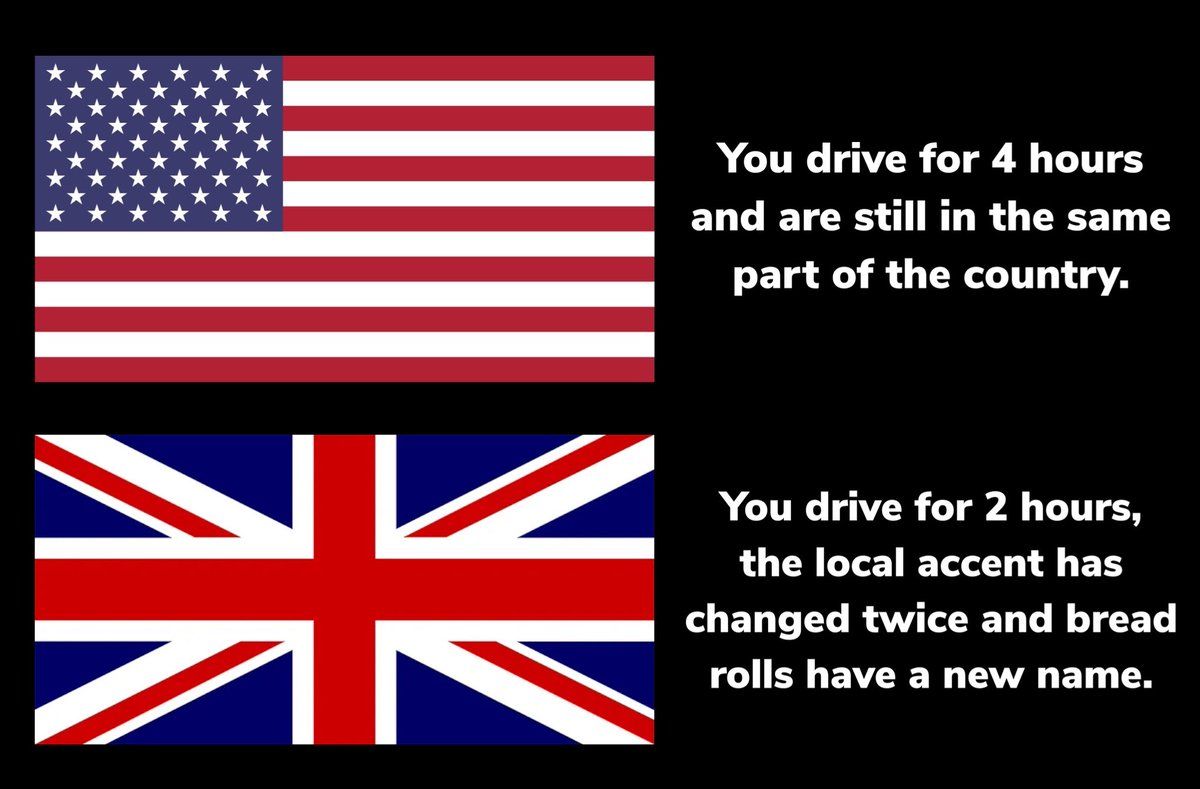 You drive for 4 hours
and are still in the same
part of the country.
You drive for 2 hours,
the local accent has
changed twice and bread
rolls have a new name.